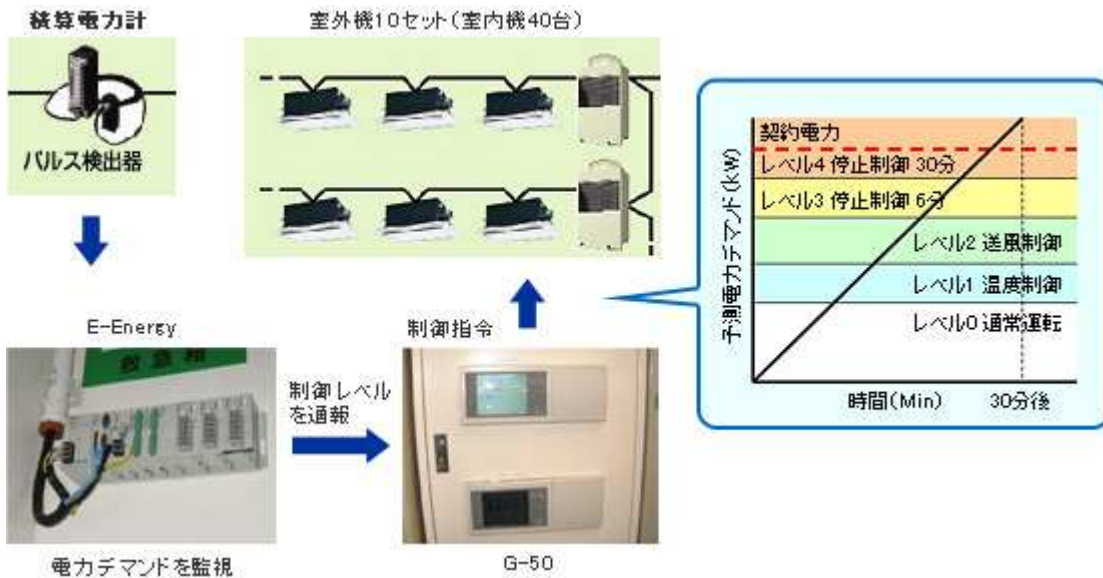 積算電力計
パルス検出器
室外機10セット(室内機40台)
E-Energy
救急箱
電力デマンドを監視
制御レベル
を通報
制御指令
G-50
予測電力デマンド(kW)
契約電力
レベル4 停止制御 30分
レベル3 停止制御 6分
レベル2 送風制御
レベル1 温度制御
レベル0 通常運転
時間(Min)
30分後